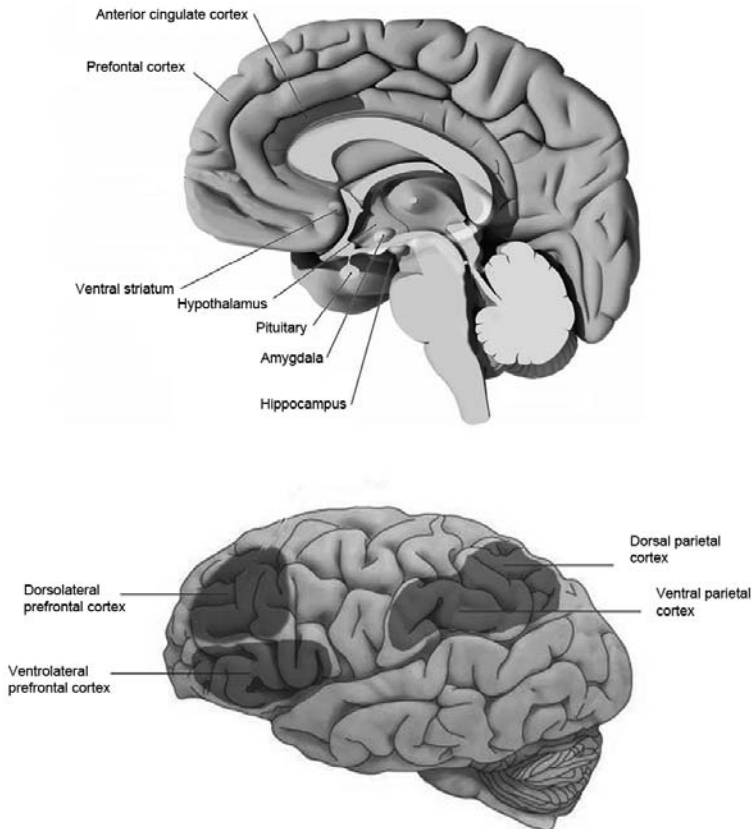 Anterior cingulate cortex
Prefontal cortex
Ventral striatum
Hypothalamus
Pituitary
Amygdala
Hippocampus
Dorsal parietal
cortex
Dorsolateral
prefrontal cortex
Ventral parietal
cortex
Ventrolateral
prefrontal cortex